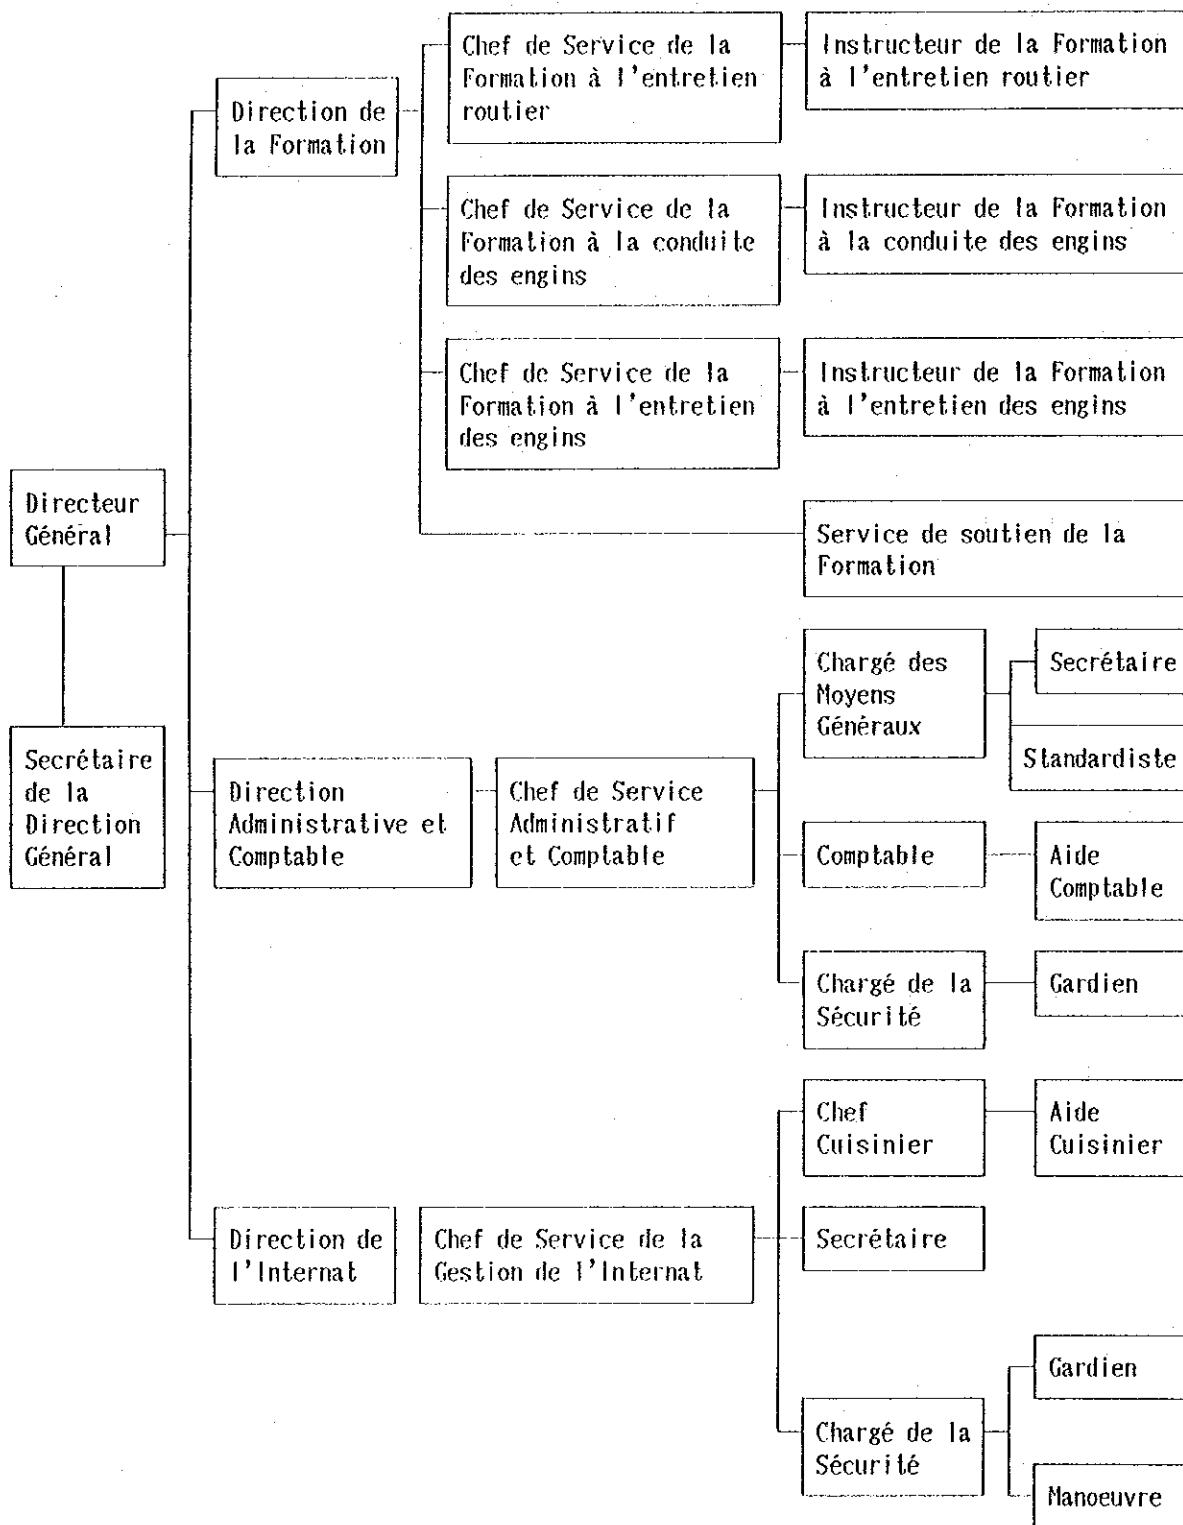 Chef de Service de la
Formation à l'entretien
routier
Instructeur de la Formation
à l'entretien routier
Direction de
la Formation
Chef de Service de la
Formation à la conduite
des engins
Instructeur de la Formation
à la conduite des engins
Chef de Service de la
Formation à l'entretien
des engins
Instructeur de la Formation
à l'entretien des engins
Directeur
Général
Service de soutien de la
Formation
Chargé des
Moyens
Généraux
Secrétaire
Standardiste
Secrétaire
de la
Direction
Général
Direction
Administrative et
Comptable
Chef de Service
Administratif
et Comptable
Comptable
Aide
Comptable
Chargé de la
Sécurité
Gardien
Chef
Cuisinier
Aide
Cuisinier
Direction de
l'Internat
Chef de Service de la
Gestion de l'Internat
Secrétaire
Gardien
Chargé de la
Sécurité
Manoeuvre